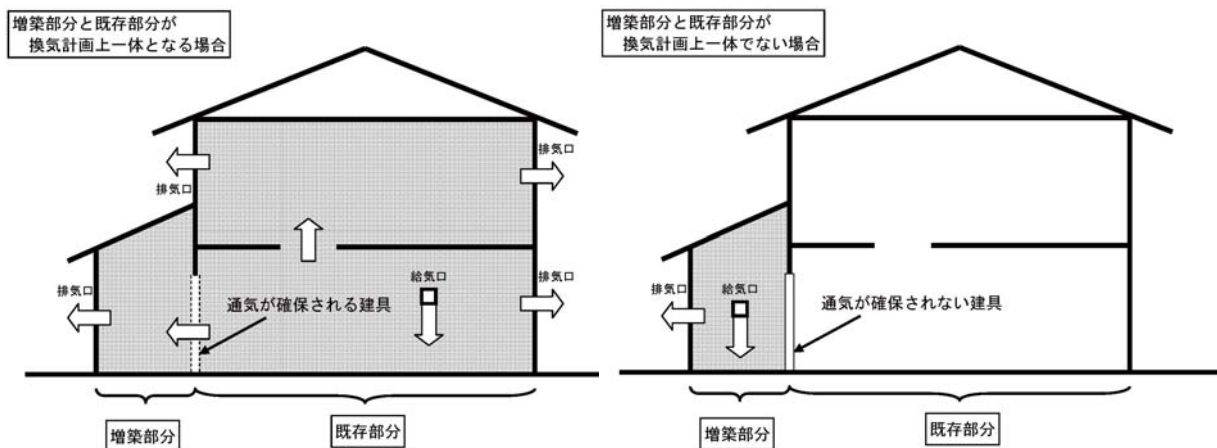 増築部分と既存部分が
換気計画上一体となる場合
排気口
排気口
排気口
給気口
排気口
通気が確保される建具
増築部分
既存部分
増築部分と既存部分が
換気計画上一体でない場合
排気口
給気口
通気が確保されない建具
増築部分
既存部分